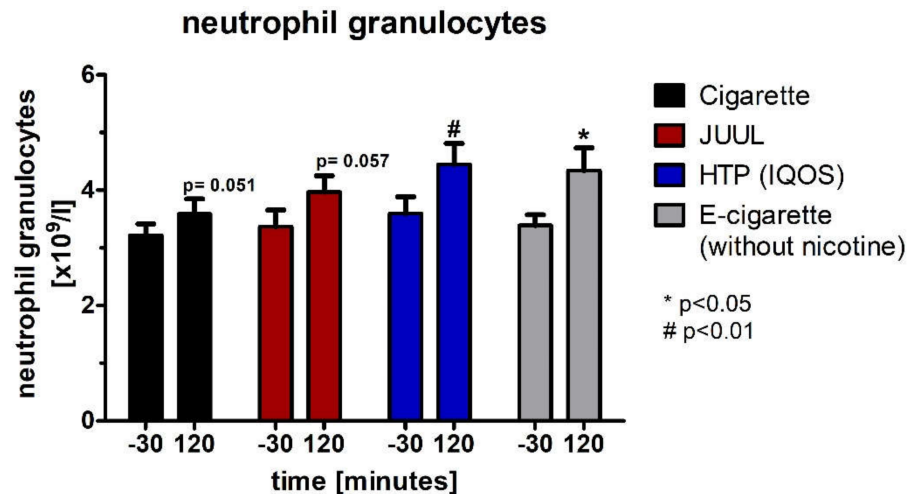 neutrophil granulocytes
neutrophil granulocytes
[x10⁹/l]
6
4
2
0
p= 0.051
p= 0.057
#
*
-30 120 -30 120 -30 120 -30 120
time [minutes]
Cigarette
JUUL
HTP (IQOS)
E-cigarette
(without nicotine)
* p<0.05
# p<0.01